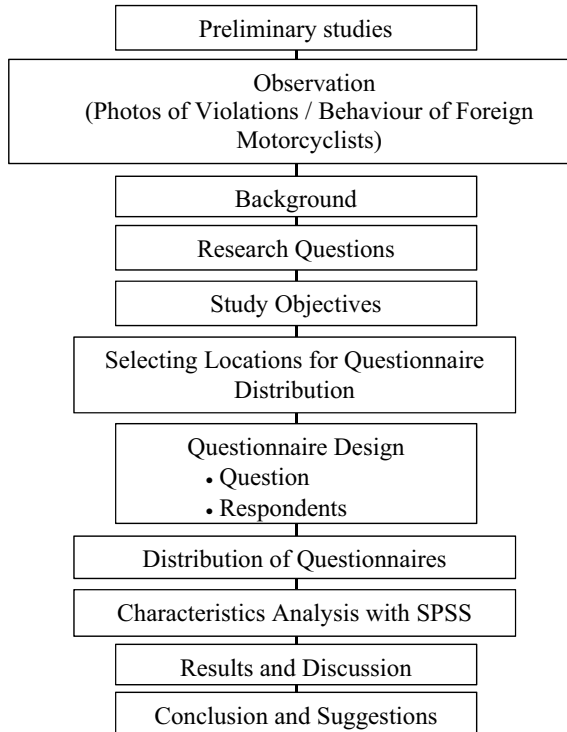 Preliminary studies
Observation
(Photos of Violations / Behaviour of Foreign
Motorcyclists)
Background
Research Questions
Study Objectives
Selecting Locations for Questionnaire
Distribution
Questionnaire Design
• Question
• Respondents
Distribution of Questionnaires
Characteristics Analysis with SPSS
Results and Discussion
Conclusion and Suggestions